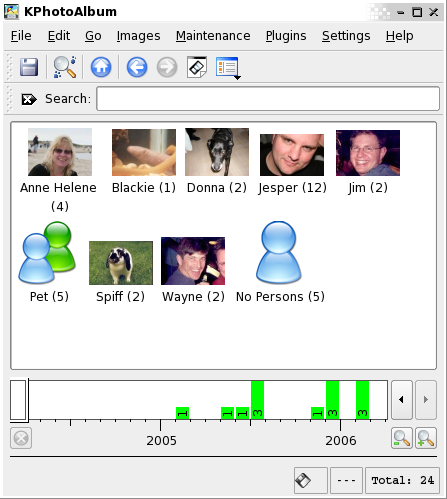 KPhotoAlbum
File Edit Go Images Maintenance Plugins Settings Help
Search:
Anne Helene (4)
Blackie (1)
Donna (2)
Jesper (12)
Jim (2)
Pet (5)
Spiff (2)
Wayne (2)
No Persons (5)
1 1 1 3 1 3 3
2005 2006
--- Total: 24